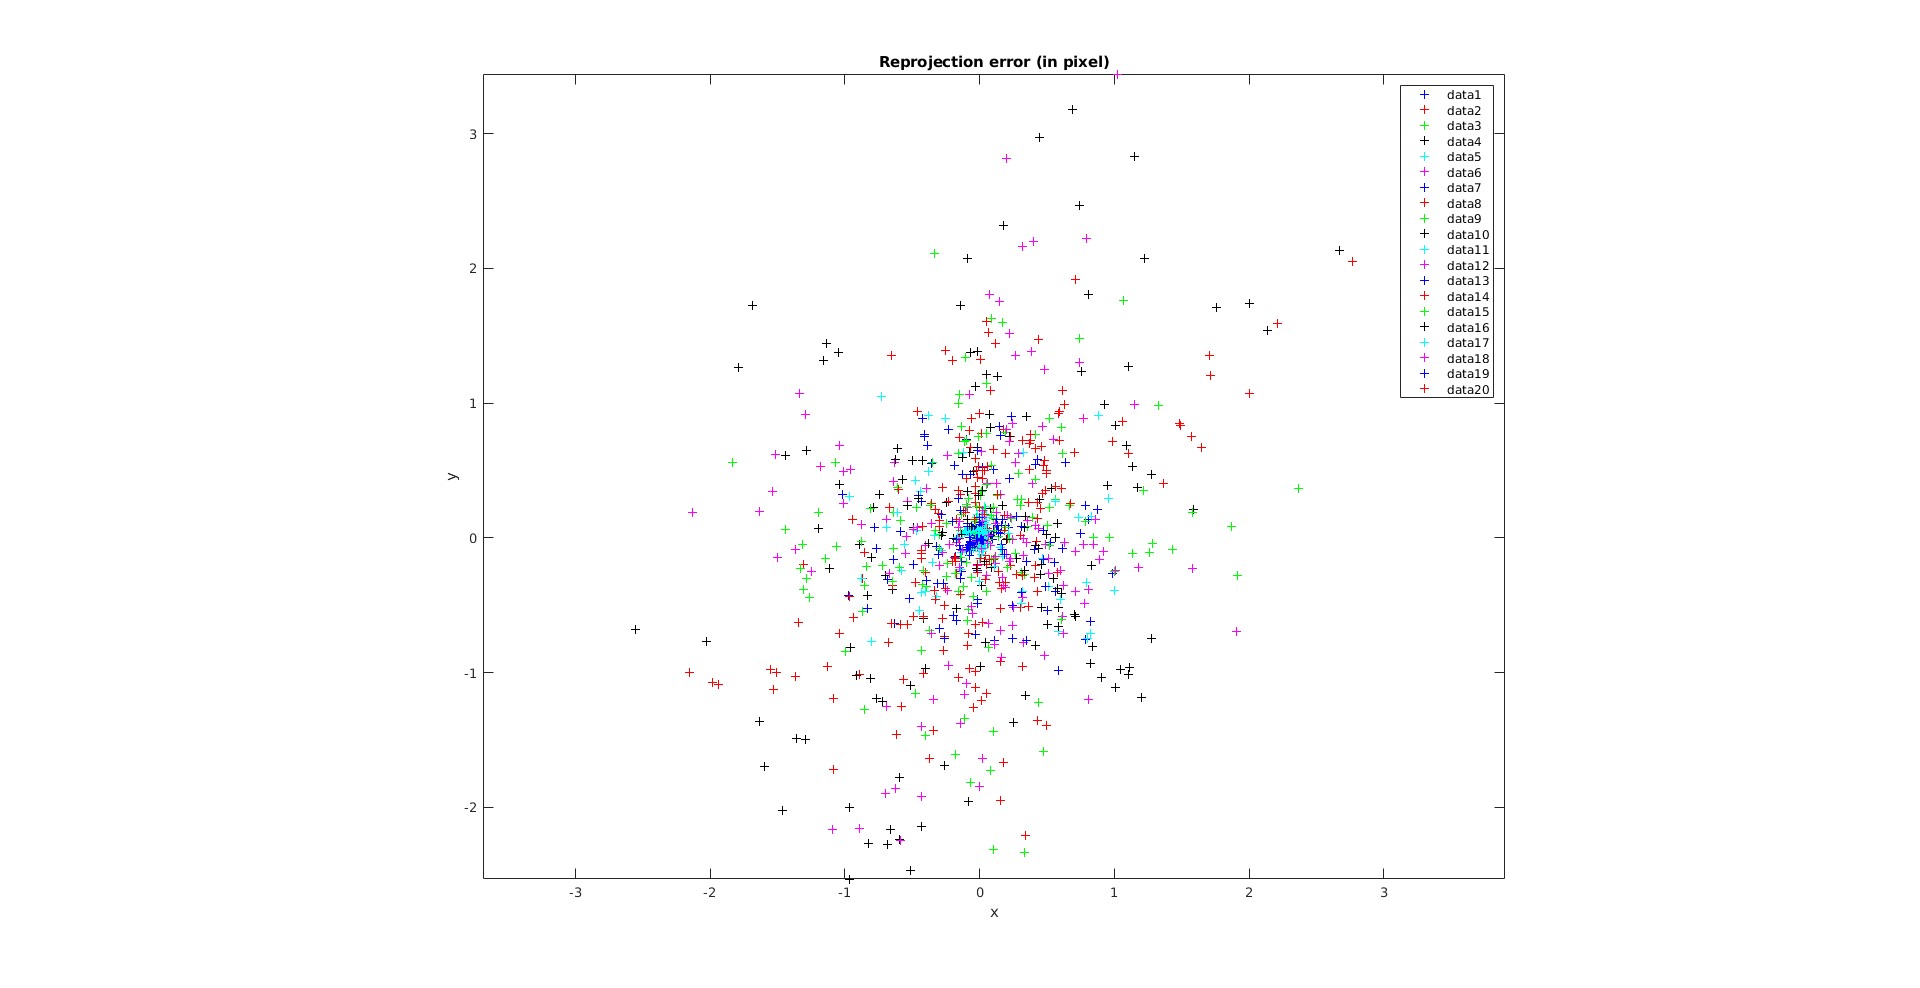 Reprojection error (in pixel)
3
2
1
0
-1
-2
y
-3
-2
-1
0
1
2
3
x
data1
data2
data3
data4
data5
data6
data7
data8
data9
data10
data11
data12
data13
data14
data15
data16
data17
data18
data19
data20